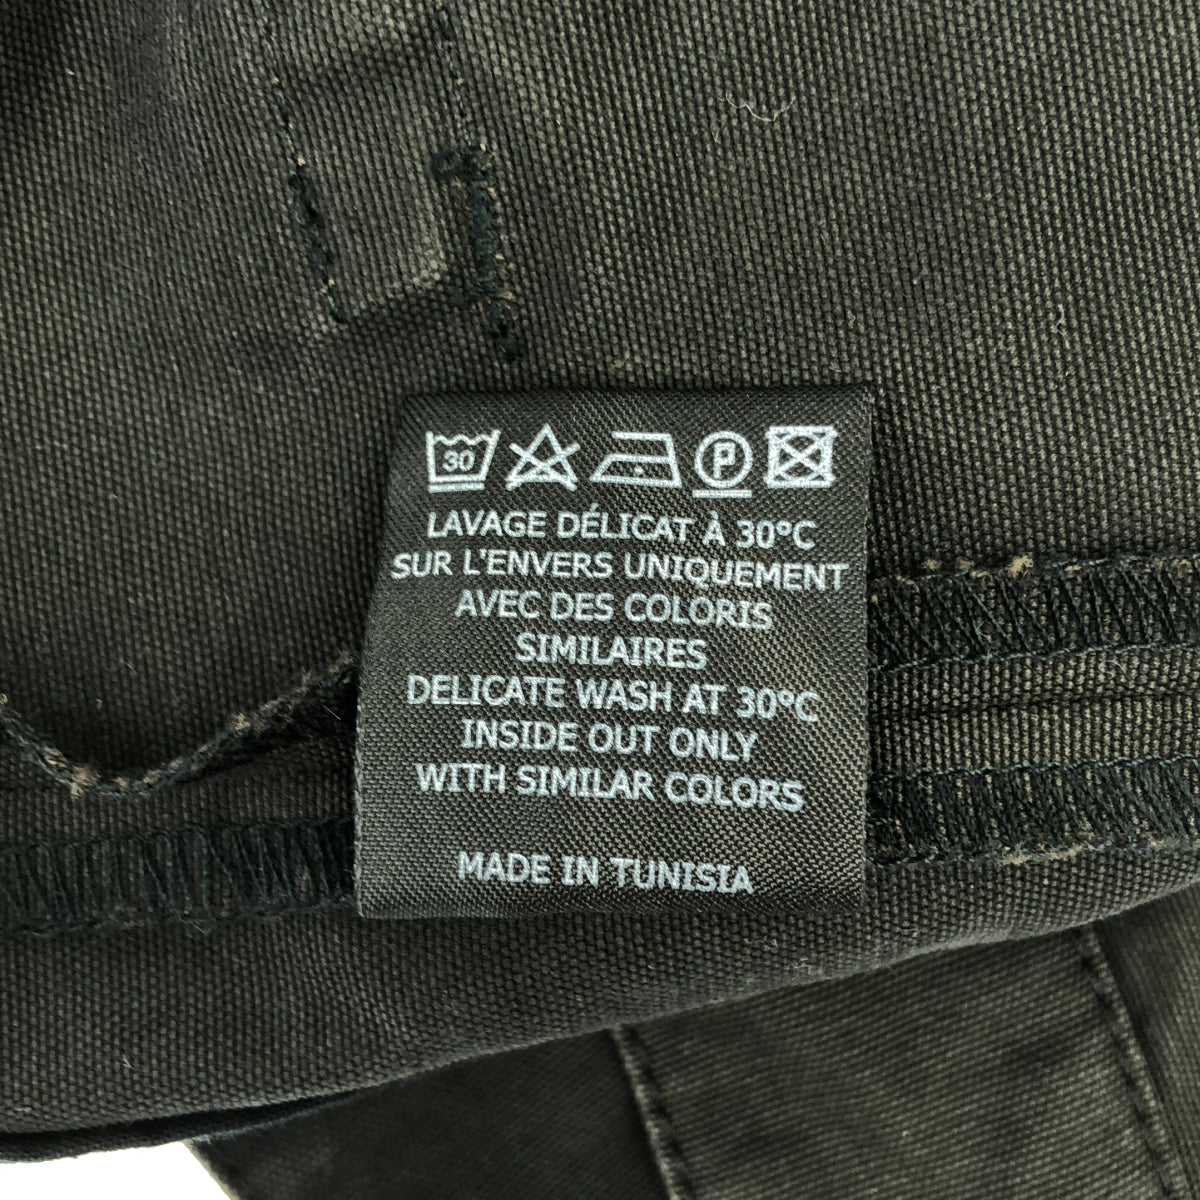 30 P
LAVAGE DÉLICAT À 30°C
SUR L'ENVERS UNIQUEMENT
AVEC DES COLORIS
SIMILAIRES
DELICATE WASH AT 30°C
INSIDE OUT ONLY
WITH SIMILAR COLORS
MADE IN TUNISIA